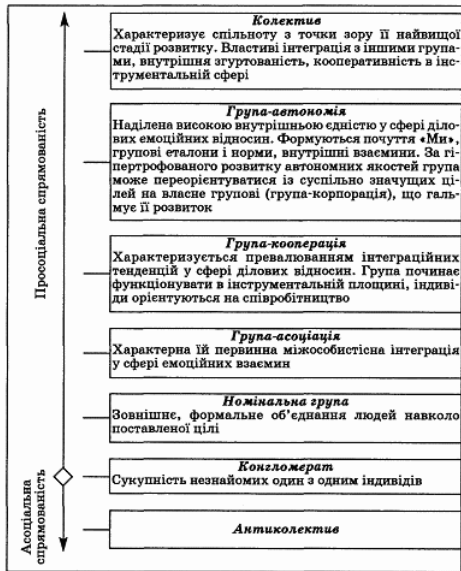 Колектив
Характеризує спільноту з точки зору її найвищої
стадії розвитку. Властиві інтеграція з іншими група-
ми, внутрішня згуртованість, кооперативність в ін-
струментальній сфері
Група-автономія
Наділена високою внутрішньою єдністю у сфері діло-
вих емоційних відносин. Формуються почуття «Ми»,
групові еталони і норми, внутрішні взаємини. За гі-
пертрофованого розвитку автономних якостей група
може переорієнтуватися із суспільно значущих ці-
лей на власне групові (група-корпорація), що галь-
мує її розвиток
Група-кооперація
Характеризується превалюванням інтеграційних
тенденцій у сфері ділових відносин. Група починає
функціонувати в інструментальній площині, індиві-
ди орієнтуються на співробітництво
Група-асоціація
Характерна їй первинна міжособистісна інтеграція
у сфері емоційних взаємин
Номінальна група
Зовнішнє, формальне об’єднання людей навколо
поставленої цілі
Конгломерат
Сукупність незнайомих один з одним індивідів
Антиколектив
Просоціальна спрямованість
Асоціальна
спрямованість